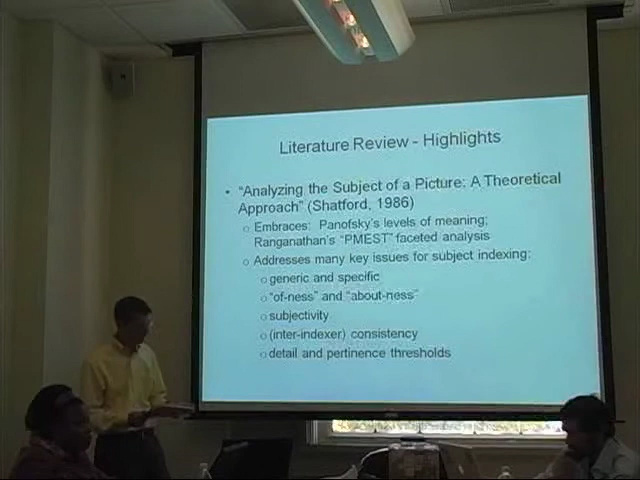 Literature Review - Highlights
• "Analyzing the Subject of a Picture: A Theoretical
Approach" (Shatford, 1986)
o Embraces: Panofsky's levels of meaning;
Ranganathan's "PMEST" faceted analysis
o Addresses many key issues for subject indexing:
o generic and specific
o "of-ness" and "about-ness"
o subjectivity
o (inter-indexer) consistency
o detail and pertinence thresholds